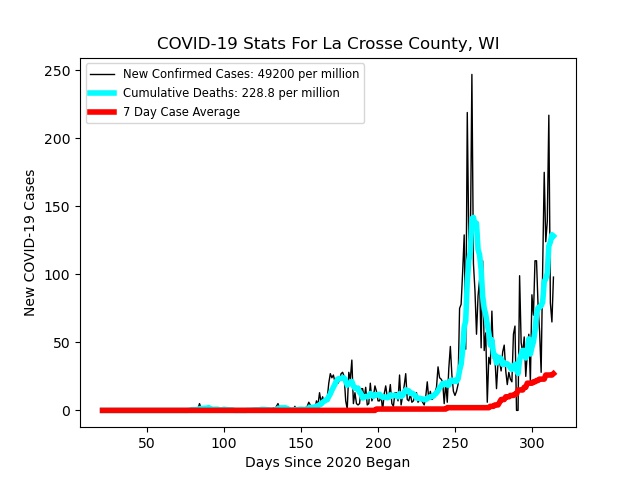 COVID-19 Stats For La Crosse County, WI
New Confirmed Cases: 49200 per million
Cumulative Deaths: 228.8 per million
7 Day Case Average
New COVID-19 Cases
250
200
150
100
50
0
50 100 150 200 250 300
Days Since 2020 Began